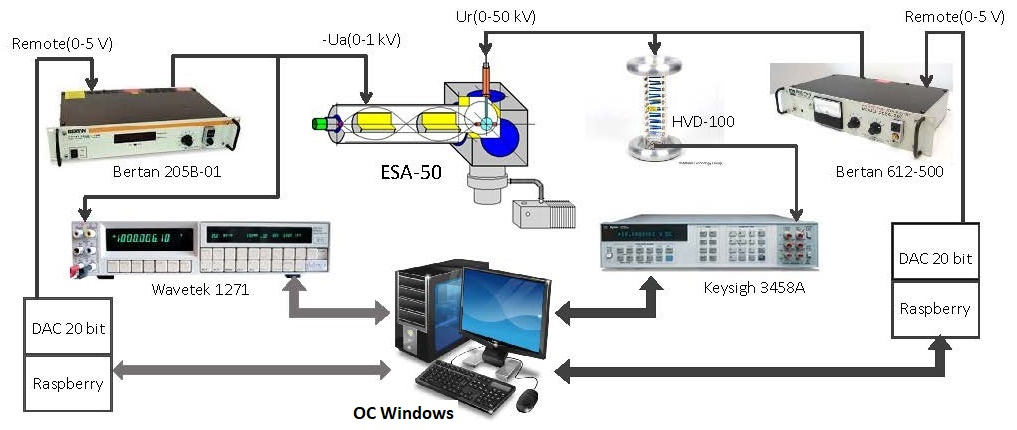 Ur(0-50 kV)
Remote(0-5 V)
Remote(0-5 V)
-Ua(0-1 kV)
HVD-100
Bertan 205B-01
ESA-50
Bertan 612-500
Wavetek 1271
Keysigh 3458A
DAC 20 bit
Raspberry
DAC 20 bit
Raspberry
OC Windows